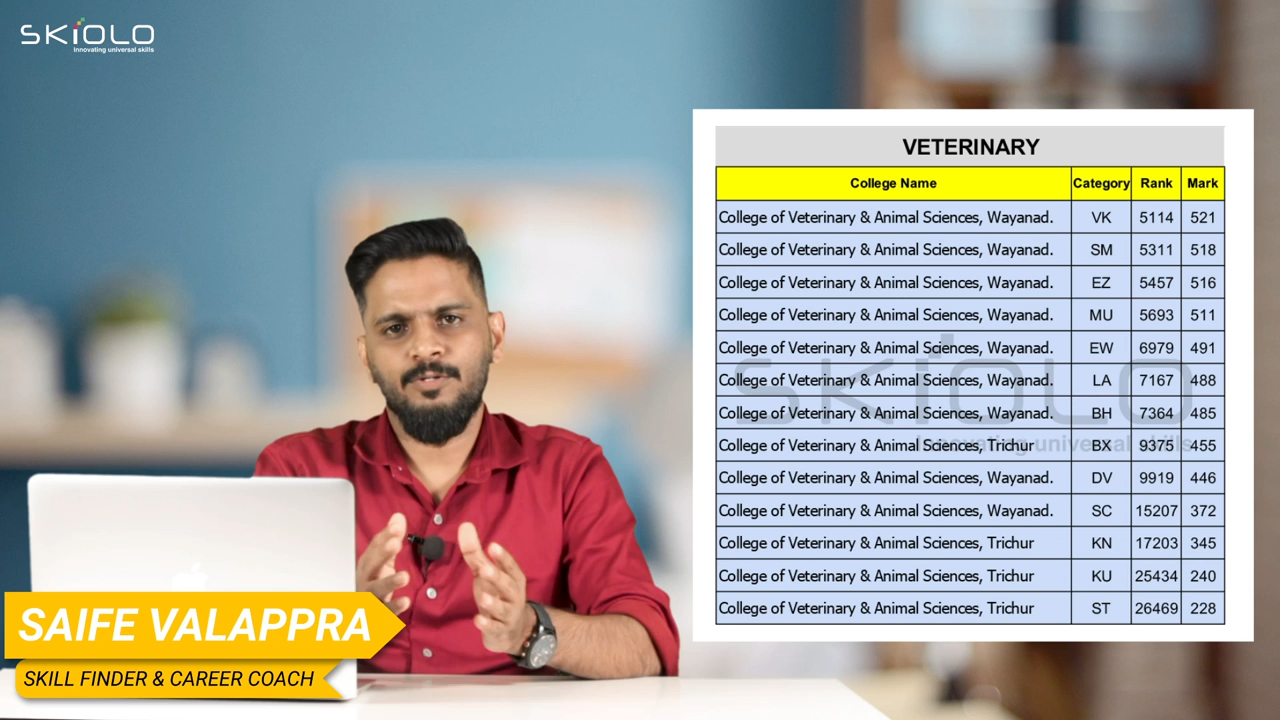 SKiOLO
Innovating universal skills
VETERINARY
College Name Category Rank Mark
College of Veterinary & Animal Sciences, Wayanad. VK 5114 521
College of Veterinary & Animal Sciences, Wayanad. SM 5311 518
College of Veterinary & Animal Sciences, Wayanad. EZ 5457 516
College of Veterinary & Animal Sciences, Wayanad. MU 5693 511
College of Veterinary & Animal Sciences, Wayanad. EW 6979 491
College of Veterinary & Animal Sciences, Wayanad. LA 7167 488
College of Veterinary & Animal Sciences, Wayanad. BH 7364 485
College of Veterinary & Animal Sciences, Trichur BX 9375 455
College of Veterinary & Animal Sciences, Wayanad. DV 9919 446
College of Veterinary & Animal Sciences, Wayanad. SC 15207 372
College of Veterinary & Animal Sciences, Trichur KN 17203 345
College of Veterinary & Animal Sciences, Trichur KU 25434 240
College of Veterinary & Animal Sciences, Trichur ST 26469 228
SKiOLO
Innovating universal skills
SAIFE VALAPPRA
SKILL FINDER & CAREER COACH